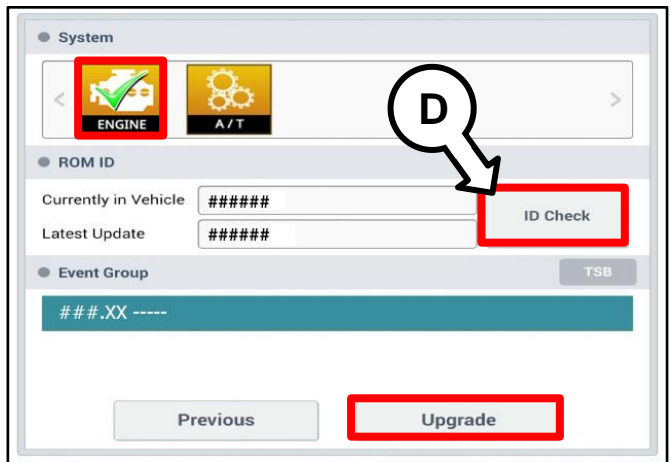 System
<
ENGINE
A/T
D
>
ROM ID
Currently in Vehicle ######
ID Check
Latest Update ######
Event Group TSB
###.XX -----
Previous Upgrade